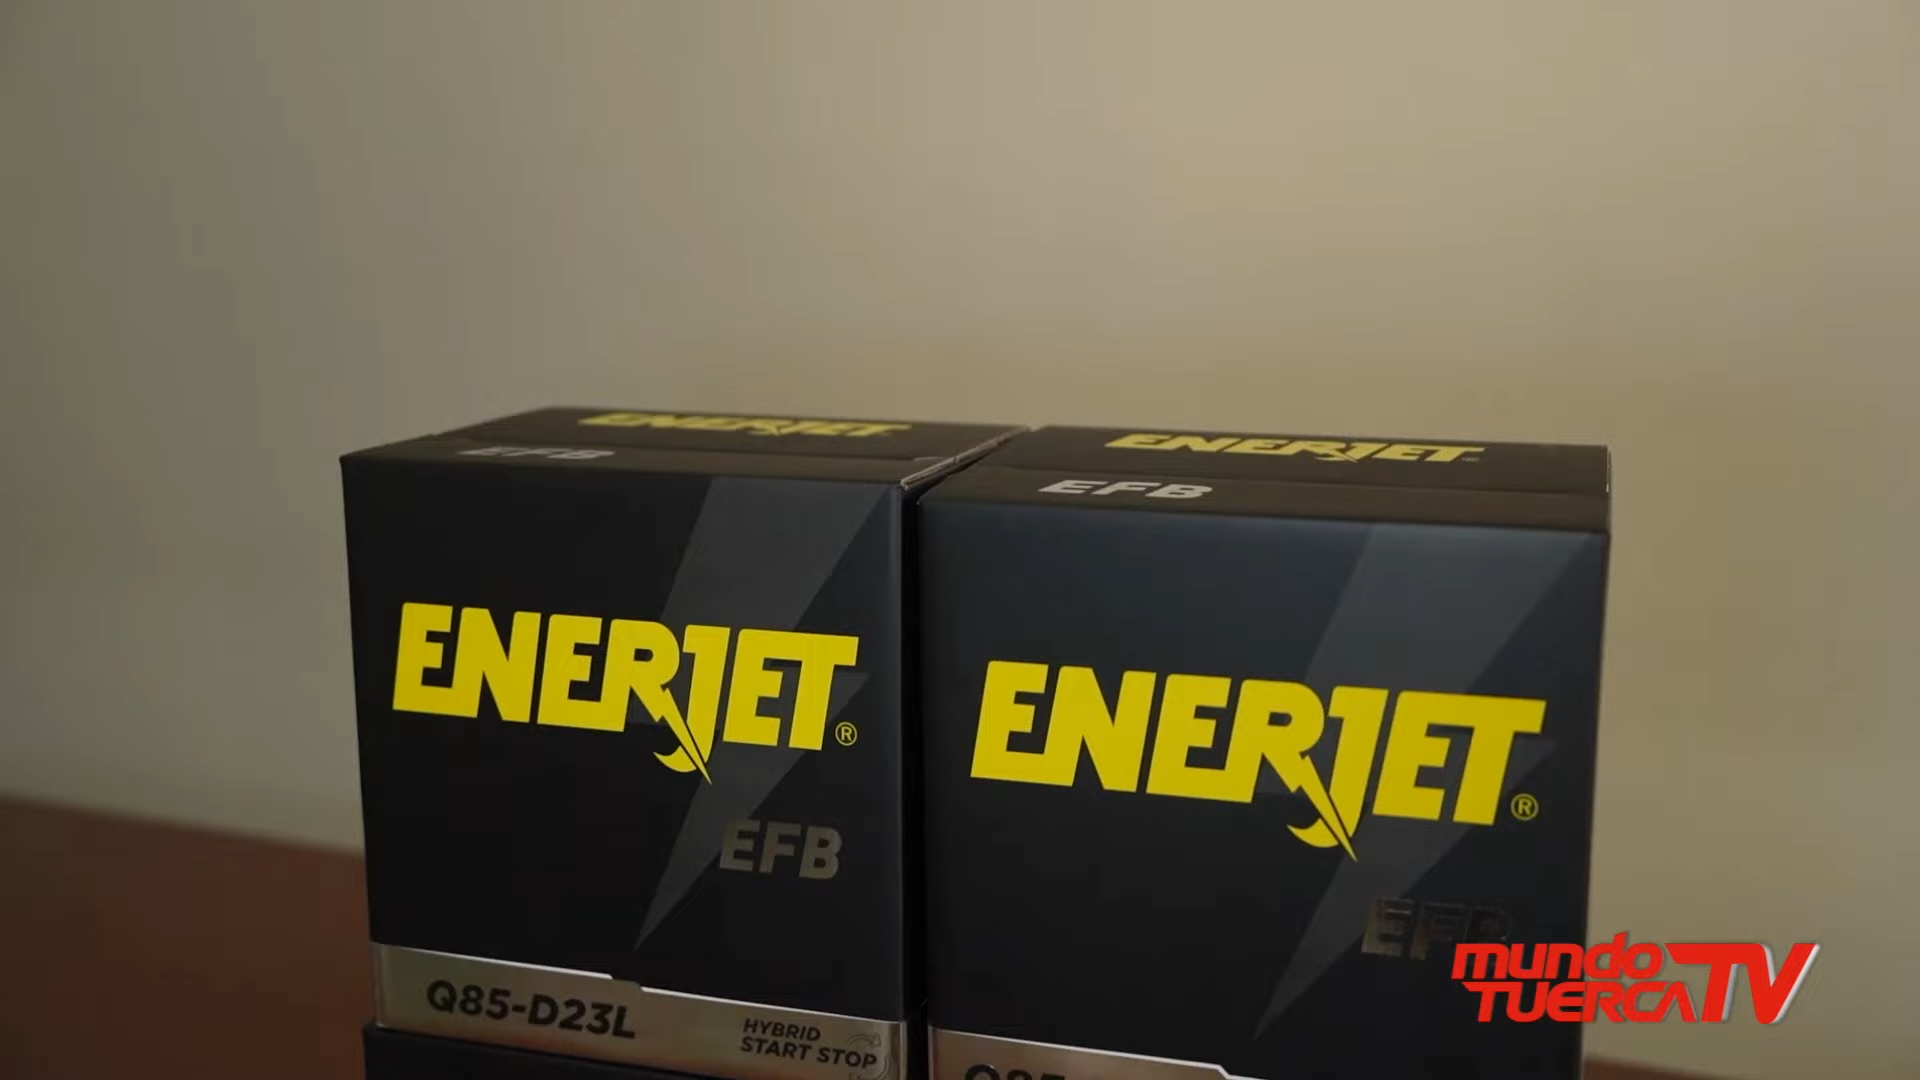 ENERJET
EFB
ENERJET®
EFB
Q85-D23L
HYBRID
START STOP
ENERJET®
EFB
ENERJET®
EFB
mundo
TUERCA TV